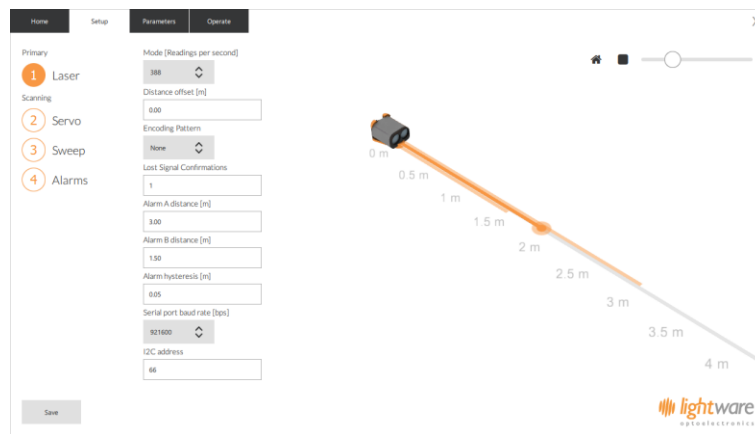 Home Setup Parameters Operate
Primary
1 Laser
Scanning
2 Servo
3 Sweep
4 Alarms
Save
Mode [Readings per second]
388
Distance offset [m]
0.00
Encoding Pattern
None
Lost Signal Confirmations
1
Alarm A distance [m]
3.00
Alarm B distance [m]
1.50
Alarm hysteresis [m]
0.05
Serial port baud rate [bps]
921600
I2C address
66
0 m
0.5 m
1 m
1.5 m
2 m
2.5 m
3 m
3.5 m
4 m
lightware
optoelectronics